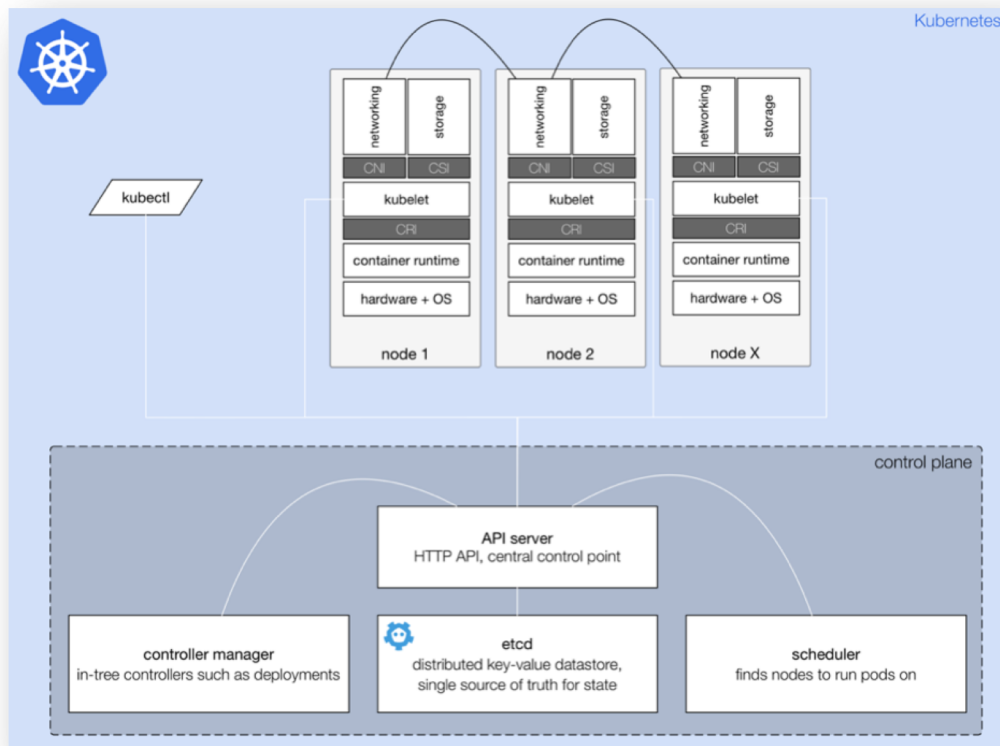 Kubernetes
kubectl
networking
storage
CNI
CSI
kubelet
CRI
container runtime
hardware + OS
node 1
networking
storage
CNI
CSI
kubelet
CRI
container runtime
hardware + OS
node 2
networking
storage
CNI
CSI
kubelet
CRI
container runtime
hardware + OS
node X
control plane
API server
HTTP API, central control point
controller manager
in-tree controllers such as deployments
etcd
distributed key-value datastore,
single source of truth for state
scheduler
finds nodes to run pods on